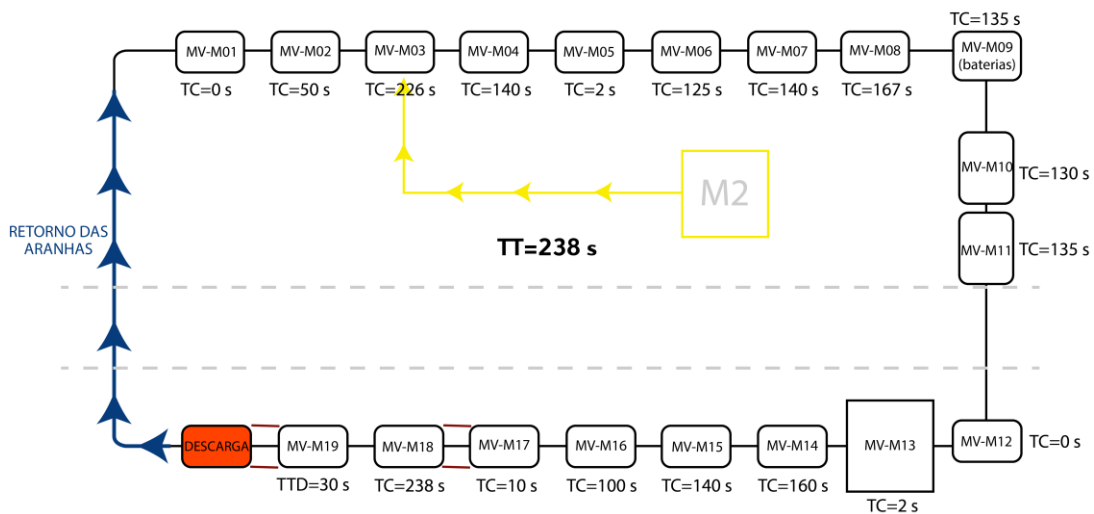 TC=135 s
MV-M01
MV-M02
MV-M03
MV-M04
MV-M05
MV-M06
MV-M07
MV-M08
MV-M09
(baterias)
TC=0 s
TC=50 s
TC=226 s
TC=140 s
TC=2 s
TC=125 s
TC=140 s
TC=167 s
MV-M10
TC=130 s
M2
RETORNO DAS
ARANHAS
TT=238 s
MV-M11
TC=135 s
DESCARGA
MV-M19
MV-M18
MV-M17
MV-M16
MV-M15
MV-M14
MV-M13
MV-M12
TC=0 s
TTD=30 s
TC=238 s
TC=10 s
TC=100 s
TC=140 s
TC=160 s
TC=2 s